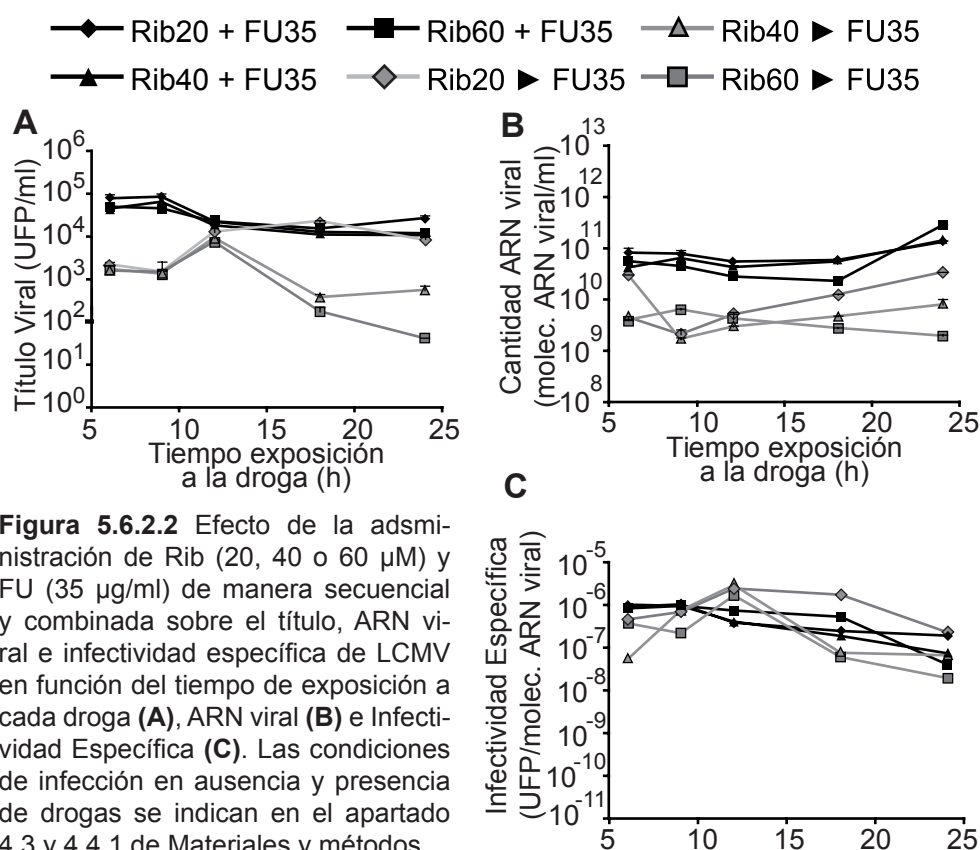 Rib20 + FU35 Rib60 + FU35 Rib40 ► FU35
Rib40 + FU35 Rib20 ► FU35 Rib60 ► FU35
A
Título Viral (UFP/ml)
10^6
10^5
10^4
10^3
10^2
10^1
10^0
5 10 15 20 25
Tiempo exposición
a la droga (h)
B
Cantidad ARN viral
(molec. ARN viral/ml)
10^13
10^12
10^11
10^10
10^9
10^8
5 10 15 20 25
Tiempo exposición
a la droga (h)
Figura 5.6.2.2 Efecto de la adsmi-
nistración de Rib (20, 40 o 60 µM) y
FU (35 µg/ml) de manera secuencial
y combinada sobre el título, ARN vi-
ral e infectividad específica de LCMV
en función del tiempo de exposición a
cada droga (A), ARN viral (B) e Infecti-
vidad Específica (C). Las condiciones
de infección en ausencia y presencia
de drogas se indican en el apartado
4.3 y 4.4.1 de Materiales y métodos
C
Infectividad Específica
(UFP/molec. ARN viral)
10^-5
10^-6
10^-7
10^-8
10^-9
10^-10
10^-11
5 10 15 20 25